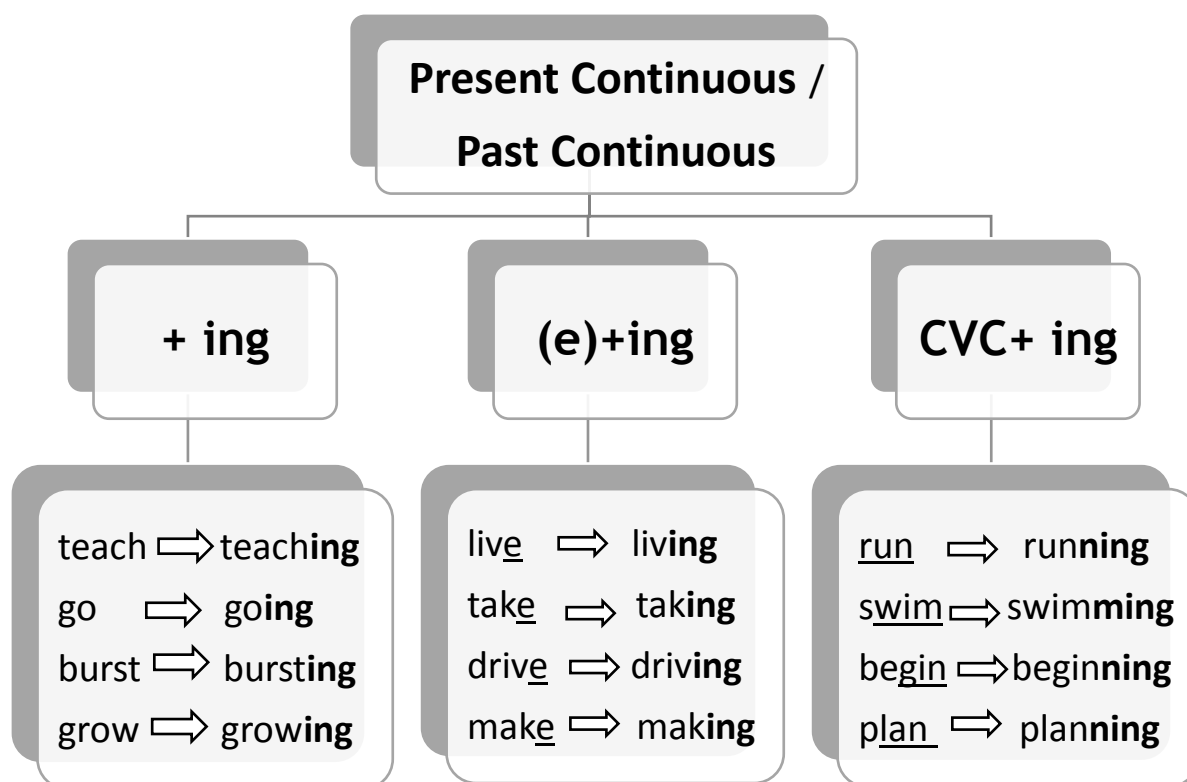 Present Continuous /
Past Continuous
+ ing
(e)+ing
CVC+ ing
teach ⇨ teaching
go ⇨ going
burst ⇨ bursting
grow ⇨ growing
live ⇨ living
take ⇨ taking
drive ⇨ driving
make ⇨ making
run ⇨ running
swim ⇨ swimming
begin ⇨ beginning
plan ⇨ planning